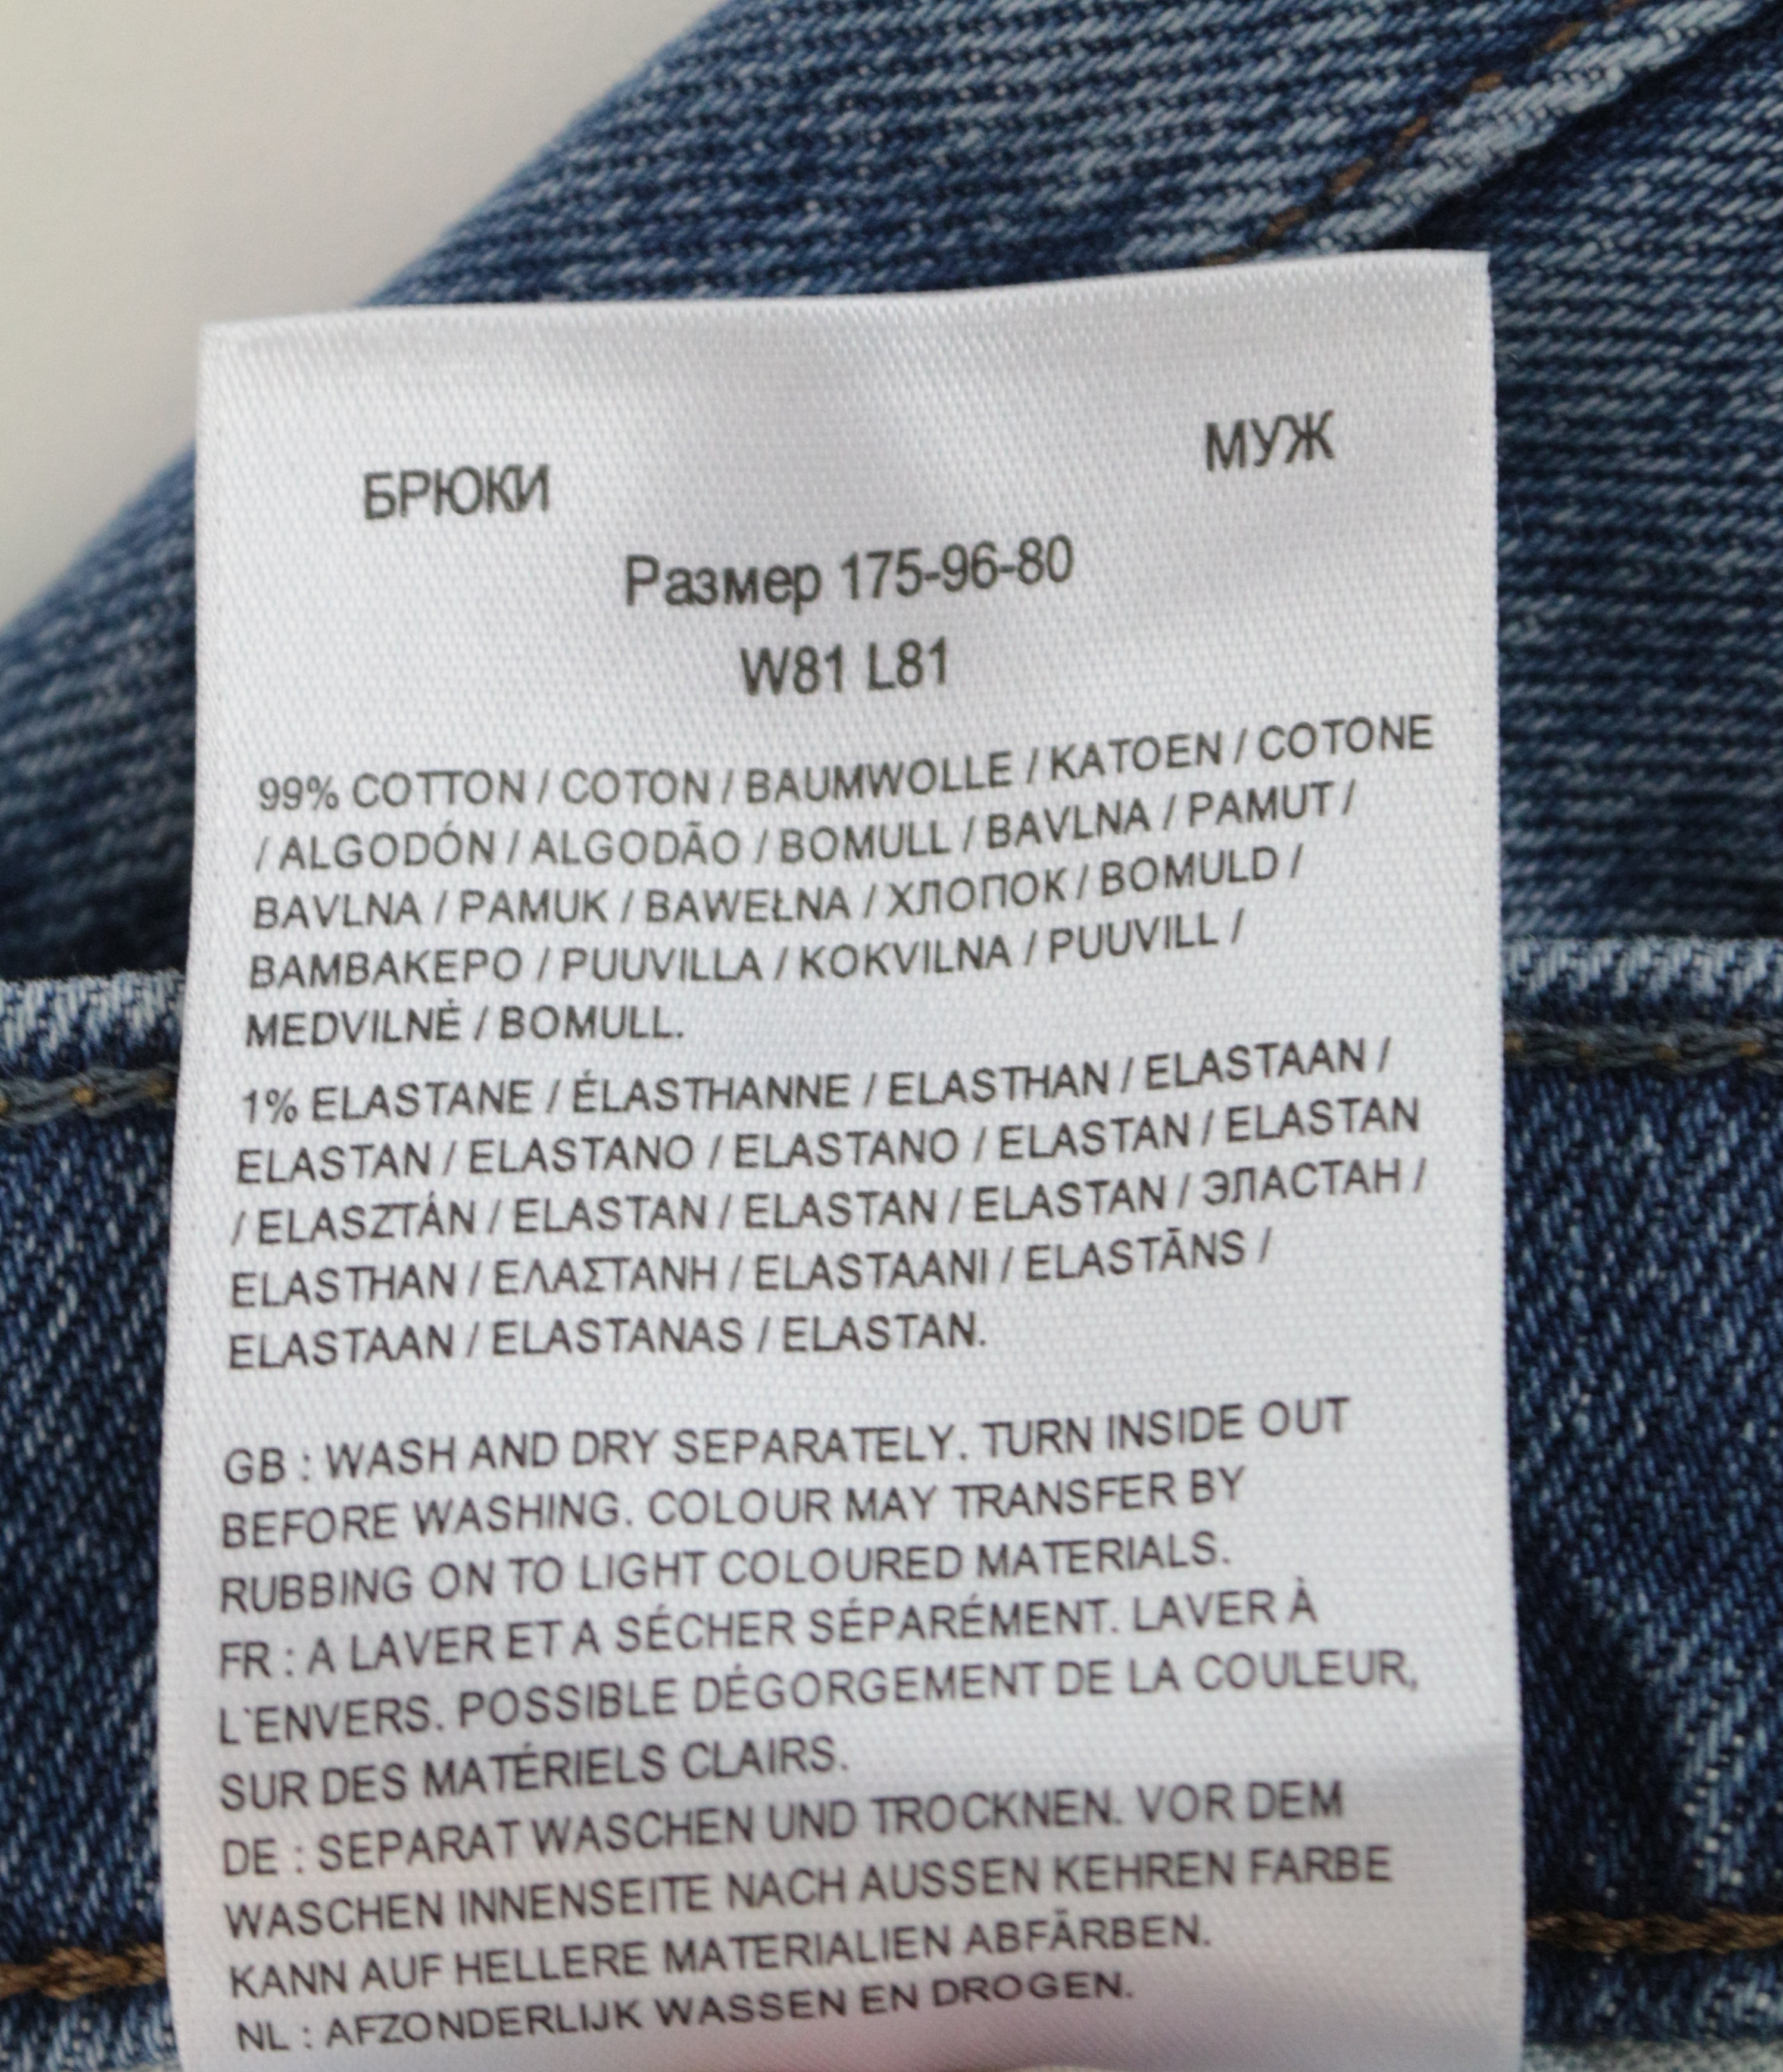 БРЮКИ МУЖ
Размер 175-96-80
W81 L81
99% COTTON / COTON / BAUMWOLLE / KATOEN / COTONE
/ ALGODÓN / ALGODÃO / BOMULL / BAVLNA / PAMUT /
BAVLNA / PAMUK / BAWEŁNA / ХЛОПОК / BOMULD /
BAMBAKEPO / PUUVILLA / KOKVILNA / PUUVILL /
MEDVILNĖ / BOMULL.
1% ELASTANE / ÉLASTHANNE / ELASTHAN / ELASTAAN /
ELASTAN / ELASTANO / ELASTANO / ELASTAN / ELASTAN
/ ELASZTÁN / ELASTAN / ELASTAN / ELASTAN / ЭЛАСТАН /
ELASTHAN / ΕΛΑΣΤΑΝΗ / ELASTAANI / ELASTĀNS /
ELASTAAN / ELASTANAS / ELASTAN.
GB : WASH AND DRY SEPARATELY. TURN INSIDE OUT
BEFORE WASHING. COLOUR MAY TRANSFER BY
RUBBING ON TO LIGHT COLOURED MATERIALS.
FR : A LAVER ET A SÉCHER SÉPARÉMENT. LAVER À
L`ENVERS. POSSIBLE DÉGORGEMENT DE LA COULEUR,
SUR DES MATÉRIELS CLAIRS.
DE : SEPARAT WASCHEN UND TROCKNEN. VOR DEM
WASCHEN INNENSEITE NACH AUSSEN KEHREN FARBE
KANN AUF HELLERE MATERIALIEN ABFÄRBEN.
NL : AFZONDERLIJK WASSEN EN DROGEN.